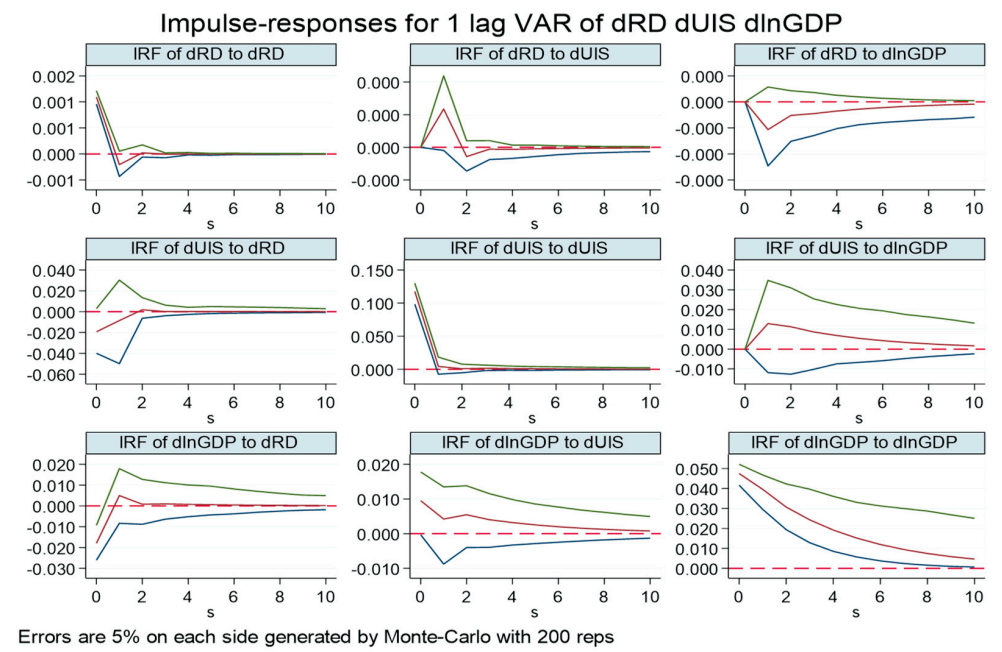 Impulse-responses for 1 lag VAR of dRD dUIS dlnGDP
IRF of dRD to dRD
0.002
0.001
0.001
0.000
-0.001
0 2 4 6 8 10
s
IRF of dRD to dUIS
0.000
0.000
0.000
-0.000
0 2 4 6 8 10
s
IRF of dRD to dlnGDP
0.000
0.000
-0.000
-0.000
-0.000
0 2 4 6 8 10
s
IRF of dUIS to dRD
0.040
0.020
0.000
-0.020
-0.040
-0.060
0 2 4 6 8 10
s
IRF of dUIS to dUIS
0.150
0.100
0.050
0.000
0 2 4 6 8 10
s
IRF of dUIS to dlnGDP
0.040
0.030
0.020
0.010
0.000
-0.010
0 2 4 6 8 10
s
IRF of dlnGDP to dRD
0.020
0.010
0.000
-0.010
-0.020
-0.030
0 2 4 6 8 10
s
IRF of dlnGDP to dUIS
0.020
0.010
0.000
-0.010
0 2 4 6 8 10
s
IRF of dlnGDP to dlnGDP
0.050
0.040
0.030
0.020
0.010
0.000
0 2 4 6 8 10
s
Errors are 5% on each side generated by Monte-Carlo with 200 reps